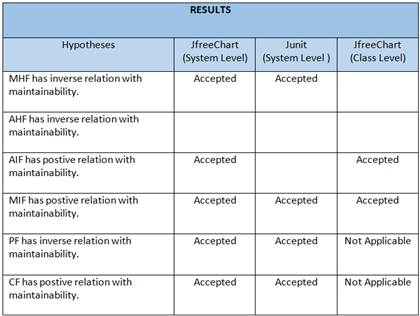 RESULTS
Hypotheses
JfreeChart
(System Level)
Junit
(System Level )
JfreeChart
(Class Level)
MHF has inverse relation with
maintainability.
Accepted
Accepted
AHF has inverse relation with
maintainability.
AIF has postive relation with
maintainability.
Accepted
Accepted
MIF has postive relation with
maintainability.
Accepted
Accepted
Accepted
PF has inverse relation with
maintainability.
Accepted
Accepted
Not Applicable
CF has postive relation with
maintainability.
Accepted
Accepted
Not Applicable